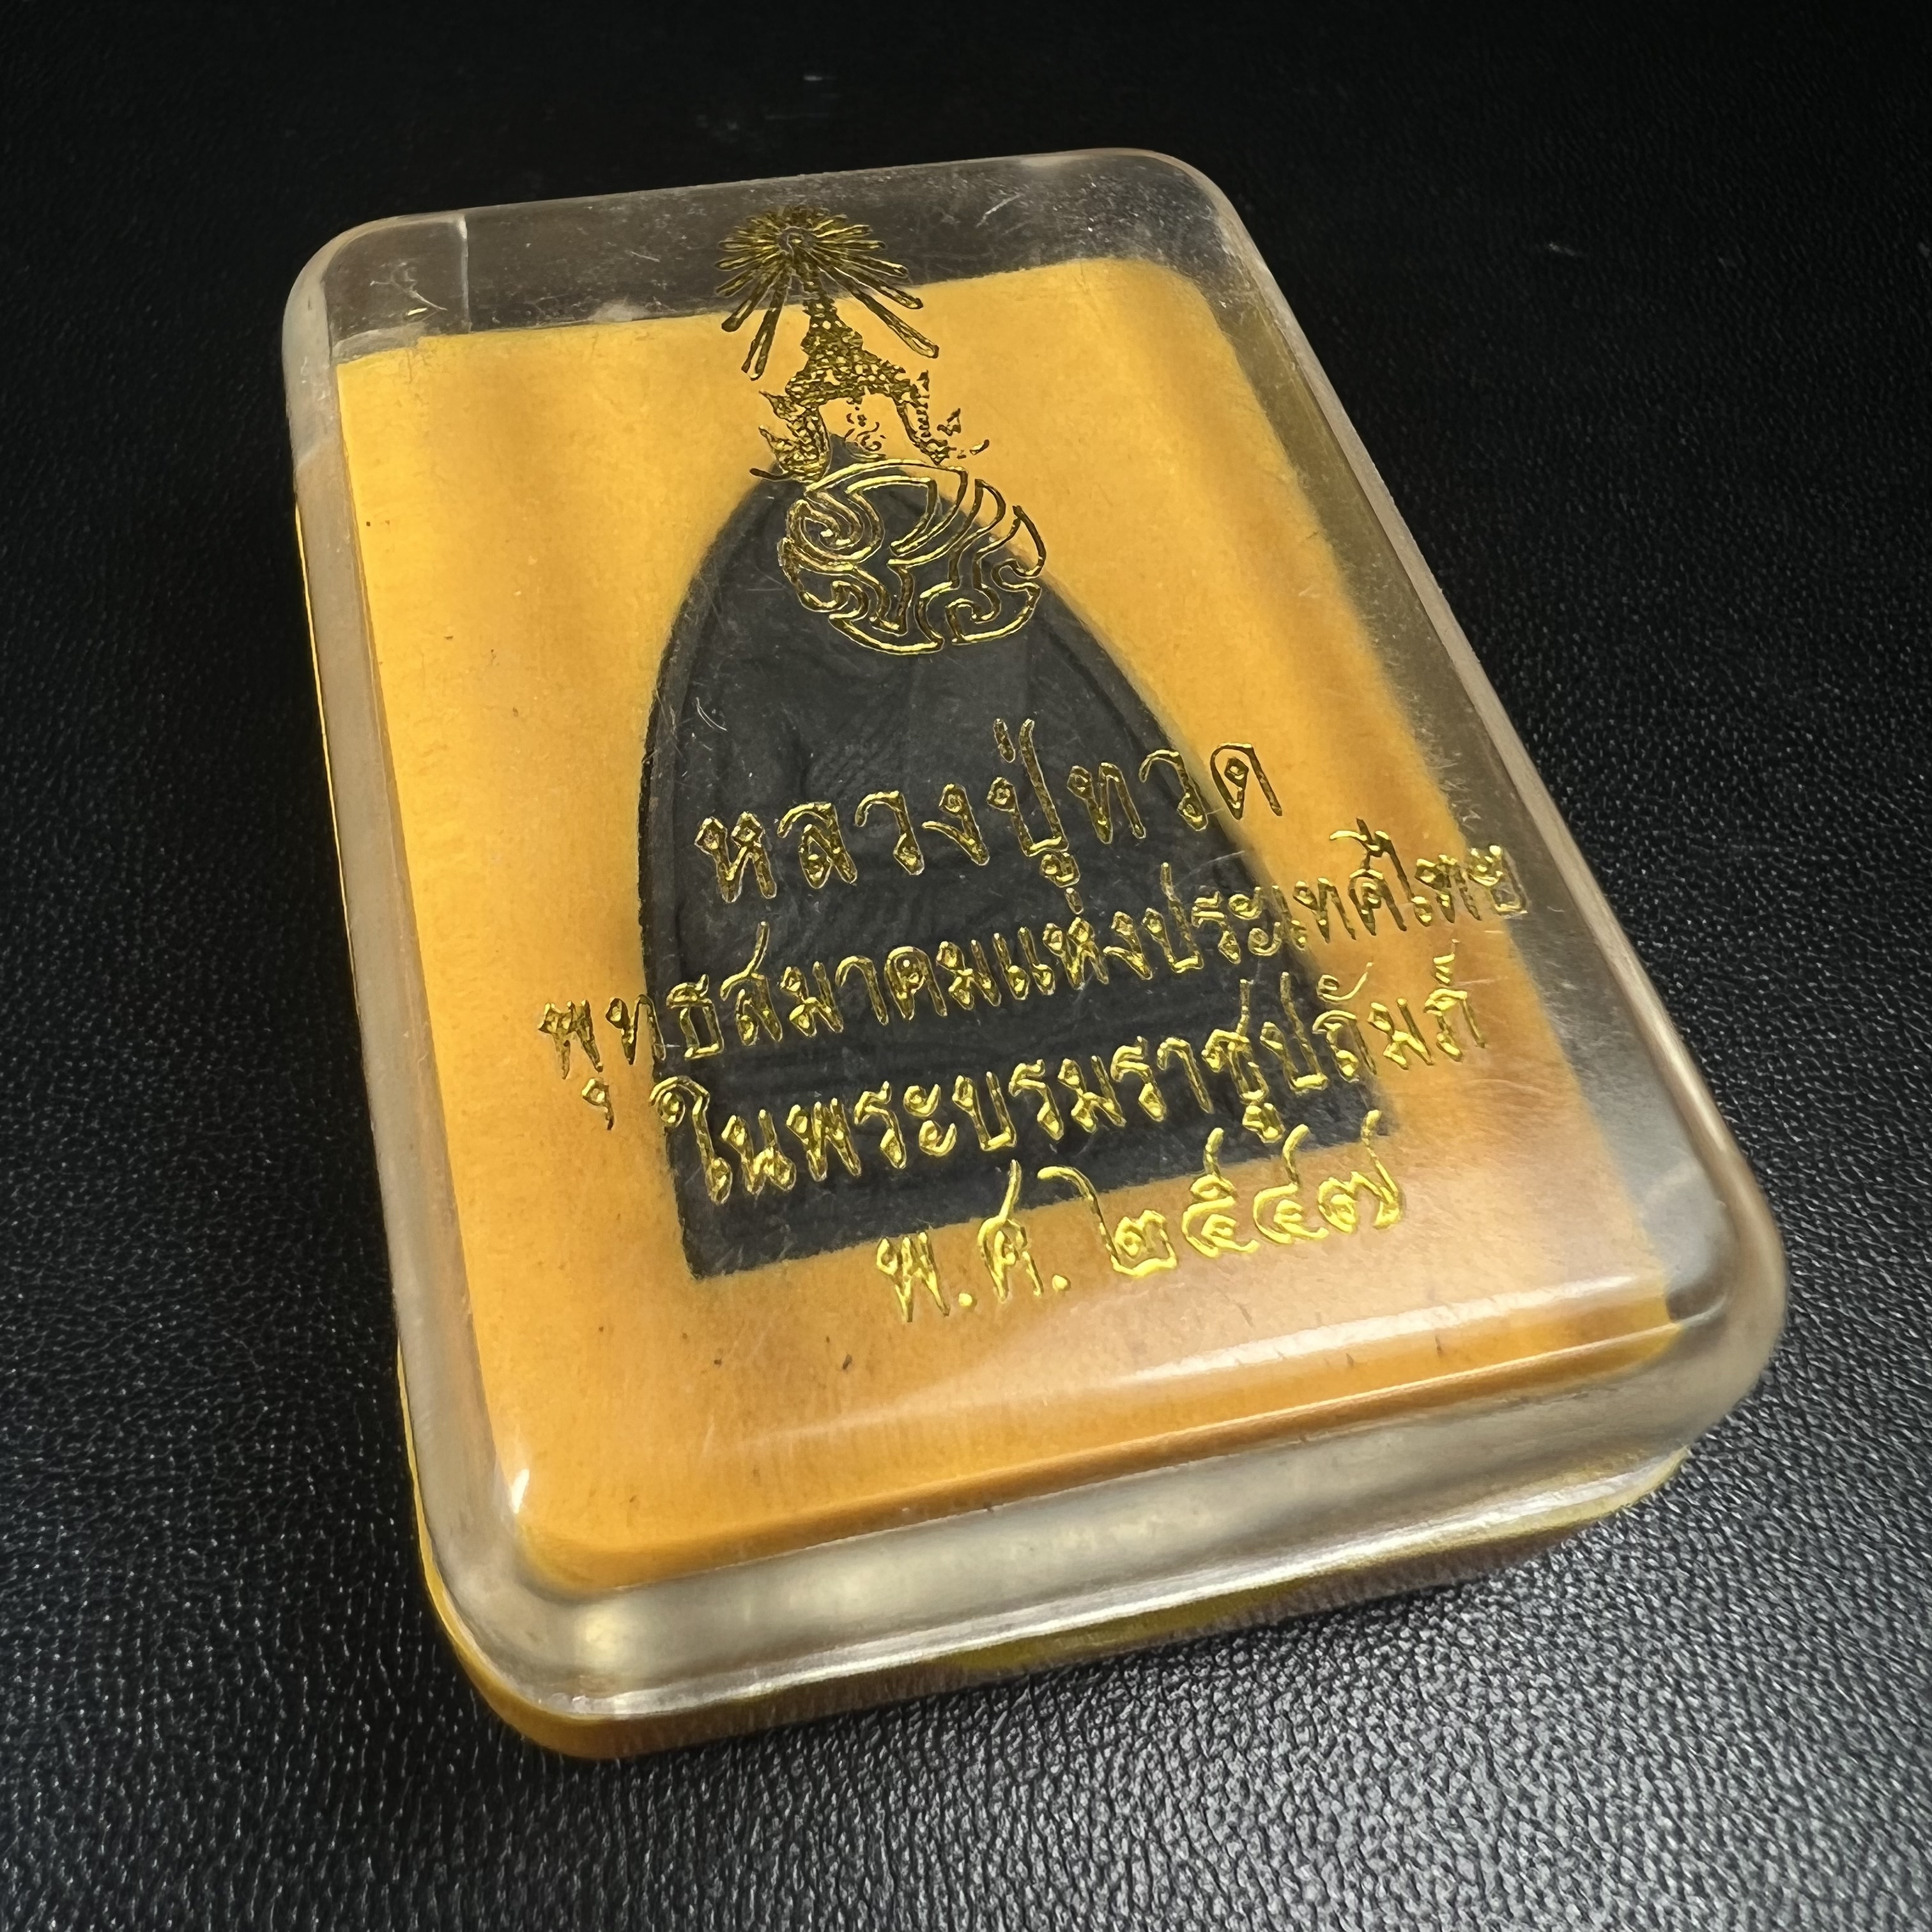 หลวงปู่ทวด
พุทธสมาคมแห่งประเทศไทย
ในพระบรมราชูปถัมภ์
พ.ศ. ๒๕๔๗